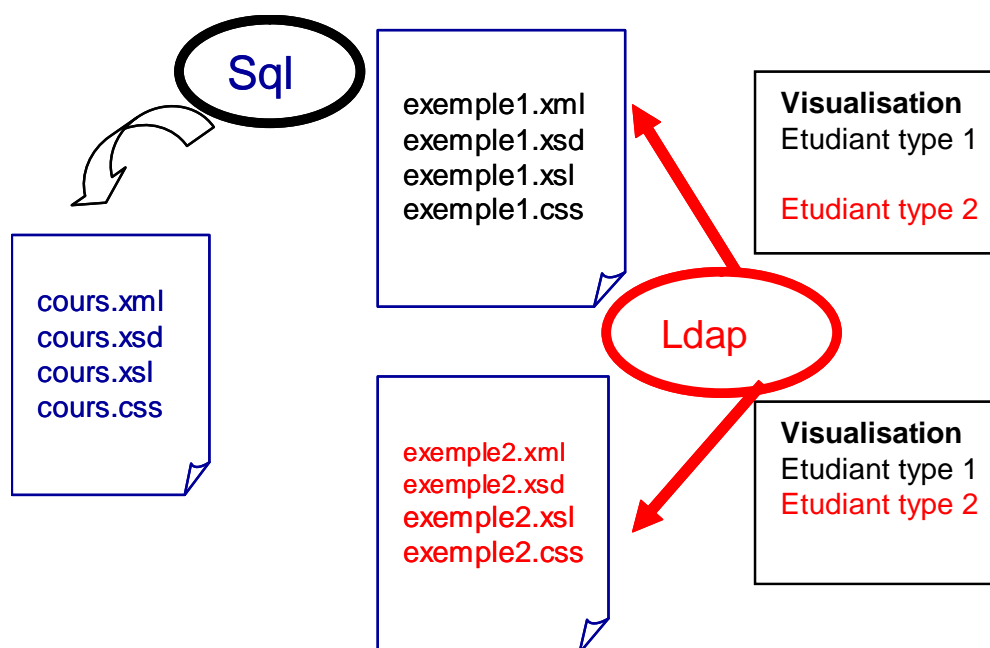 Sql
cours.xml
cours.xsd
cours.xsl
cours.css
exemple1.xml
exemple1.xsd
exemple1.xsl
exemple1.css
Visualisation
Etudiant type 1
Etudiant type 2
Ldap
exemple2.xml
exemple2.xsd
exemple2.xsl
exemple2.css
Visualisation
Etudiant type 1
Etudiant type 2